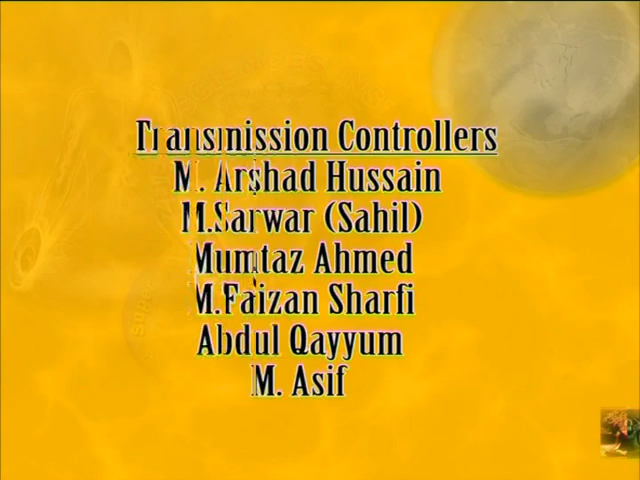 Transmission Controllers
M. Arshad Hussain
M.Sarwar (Sahil)
Mumtaz Ahmed
M.Faizan Sharfi
Abdul Qayyum
M. Asif